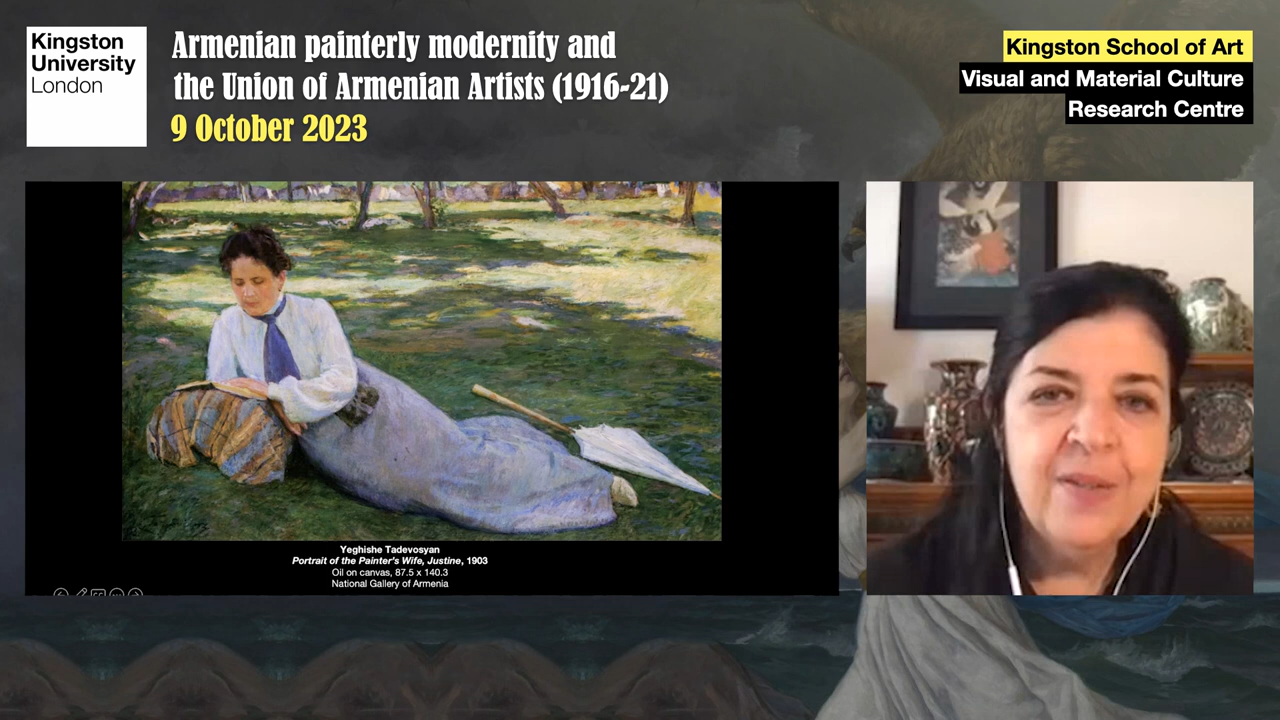 Kingston
University
London
Armenian painterly modernity and
the Union of Armenian Artists (1916-21)
9 October 2023
Kingston School of Art
Visual and Material Culture
Research Centre
Yeghishe Tadevosyan
Portrait of the Painter's Wife, Justine, 1903
Oil on canvas, 87.5 x 140.3
National Gallery of Armenia